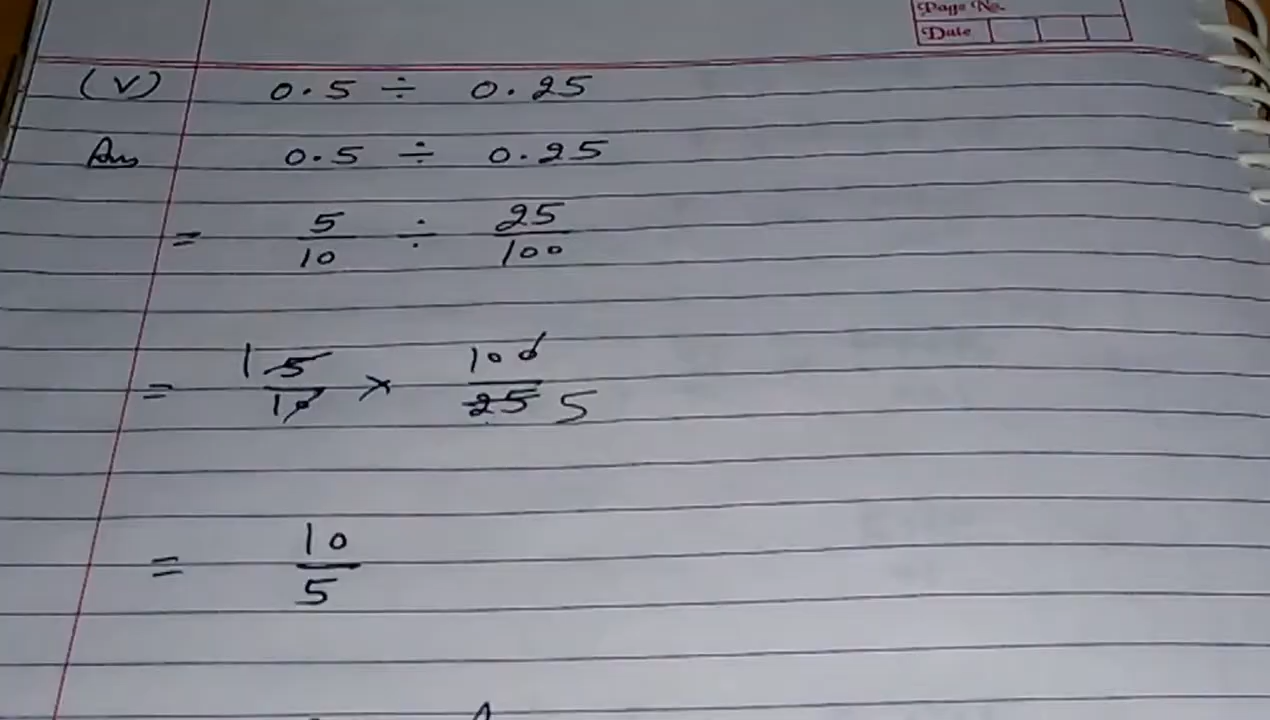 Page No.
Date
(V) 0.5 ÷ 0.25
Ans 0.5 ÷ 0.25
= 5/10 ÷ 25/100
= 1 5/10 × 100/25 5
= 10/5